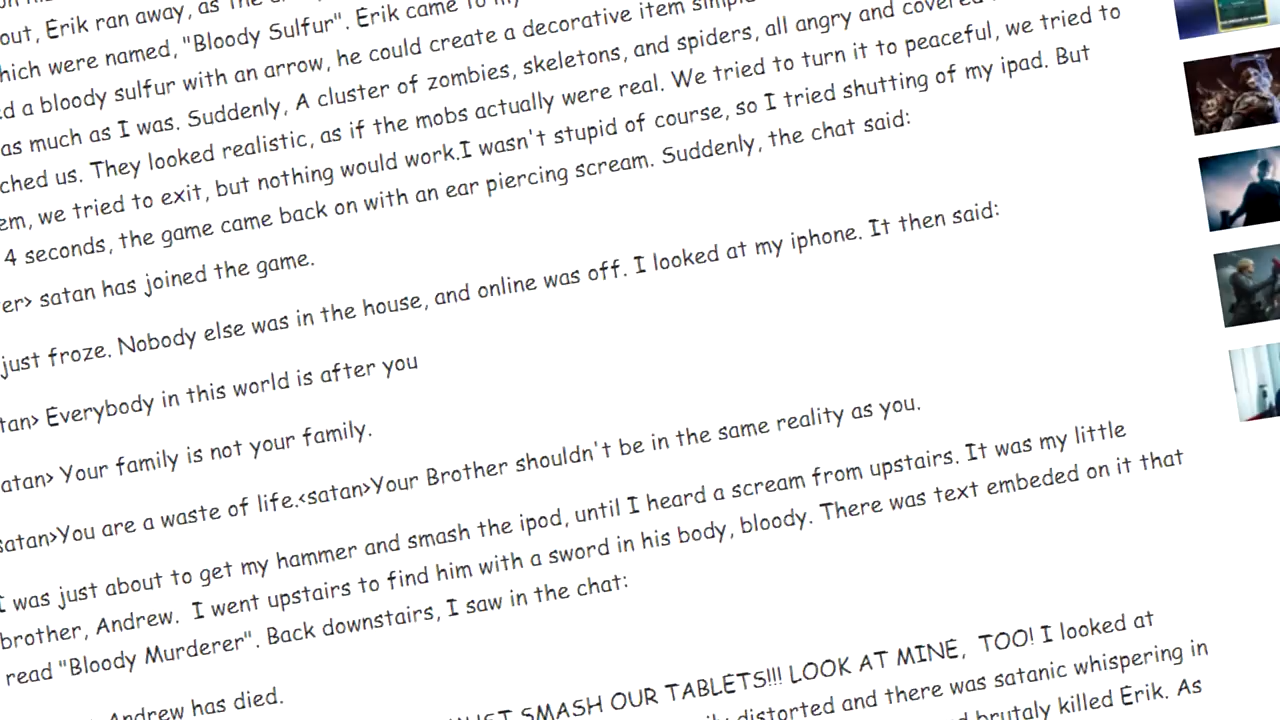 out, Erik ran away, as
hich were named, "Bloody Sulfur". Erik came to my
ed a bloody sulfur with an arrow, he could create a decorative item
as much as I was. Suddenly, A cluster of zombies, skeletons, and spiders, all angry and covered
ched us. They looked realistic, as if the mobs actually were real. We tried to turn it to peaceful, we tried to
em, we tried to exit, but nothing would work.I wasn't stupid of course, so I tried shutting of my ipad. But
4 seconds, the game came back on with an ear piercing scream. Suddenly, the chat said:
er> satan has joined the game.
just froze. Nobody else was in the house, and online was off. I looked at my iphone. It then said:
tan> Everybody in this world is after you
atan> Your family is not your family.
satan>You are a waste of life.<satan>Your Brother shouldn't be in the same reality as you.
I was just about to get my hammer and smash the ipod, until I heard a scream from upstairs. It was my little
brother, Andrew. I went upstairs to find him with a sword in his body, bloody. There was text embeded on it that
read "Bloody Murderer". Back downstairs, I saw in the chat:
Andrew has died.
SMASH OUR TABLETS!!! LOOK AT MINE, TOO! I looked at
distorted and there was satanic whispering in
brutaly killed Erik. As